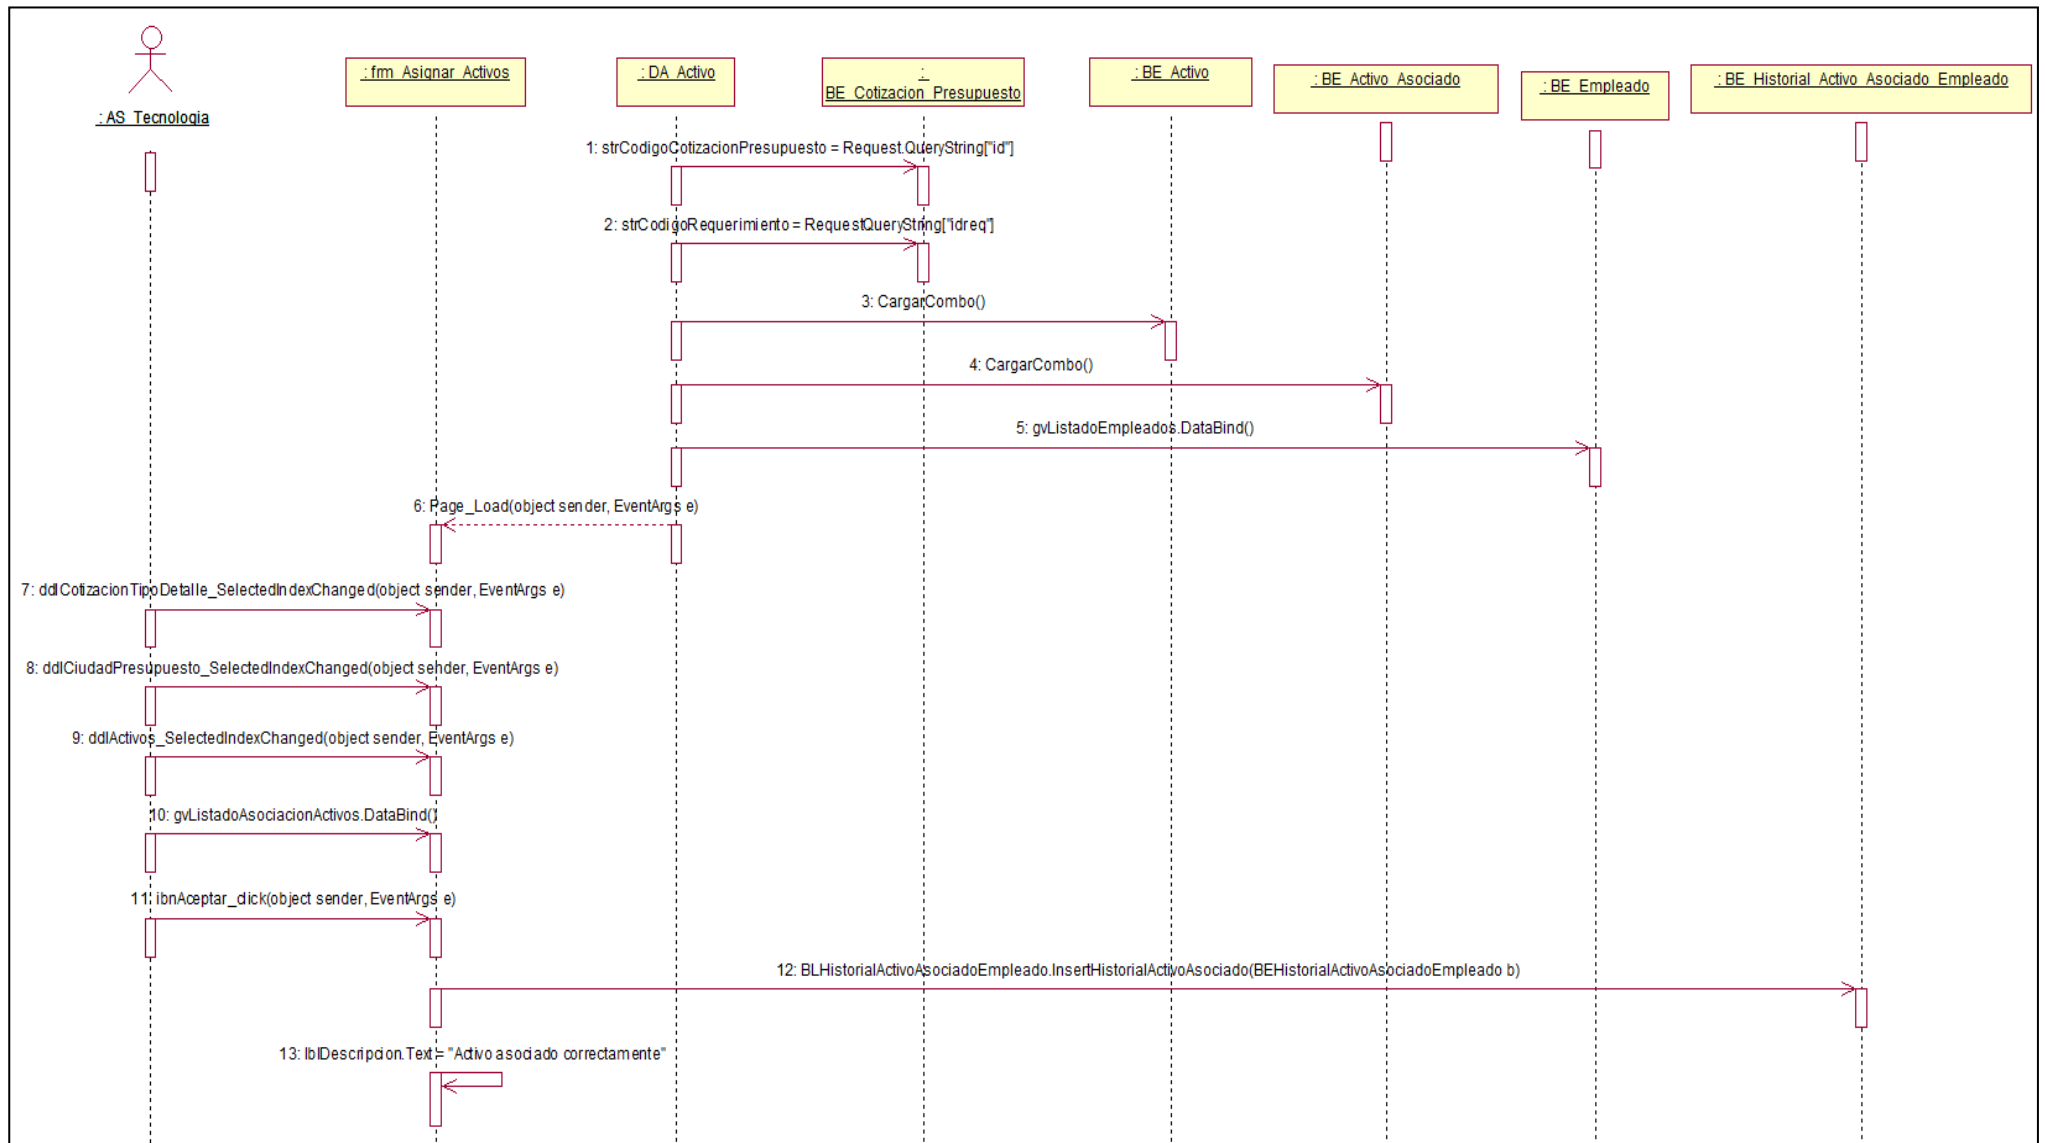 : AS_Tecnologia
: frm_Asignar_Activos
: DA_Activo
:
BE_Cotizacion_Presupuesto
: BE_Activo
: BE_Activo_Asociado
: BE_Empleado
: BE_Historial_Activo_Asociado_Empleado
1: strCodigoCotizacionPresupuesto = Request.QueryString["id"]
2: strCodigoRequerimiento = RequestQueryString["idreq"]
3: CargarCombo()
4: CargarCombo()
5: gvListadoEmpleados.DataBind()
6: Page_Load(object sender, EventArgs e)
7: ddlCotizacionTipoDetalle_SelectedIndexChanged(object sender, EventArgs e)
8: ddlCiudadPresupuesto_SelectedIndexChanged(object sender, EventArgs e)
9: ddlActivos_SelectedIndexChanged(object sender, EventArgs e)
10: gvListadoAsociacionActivos.DataBind()
11: ibnAceptar_click(object sender, EventArgs e)
12: BLHistorialActivoAsociadoEmpleado.InsertHistorialActivoAsociado(BEHistorialActivoAsociadoEmpleado b)
13: lblDescripcion.Text = "Activo asociado correctamente"